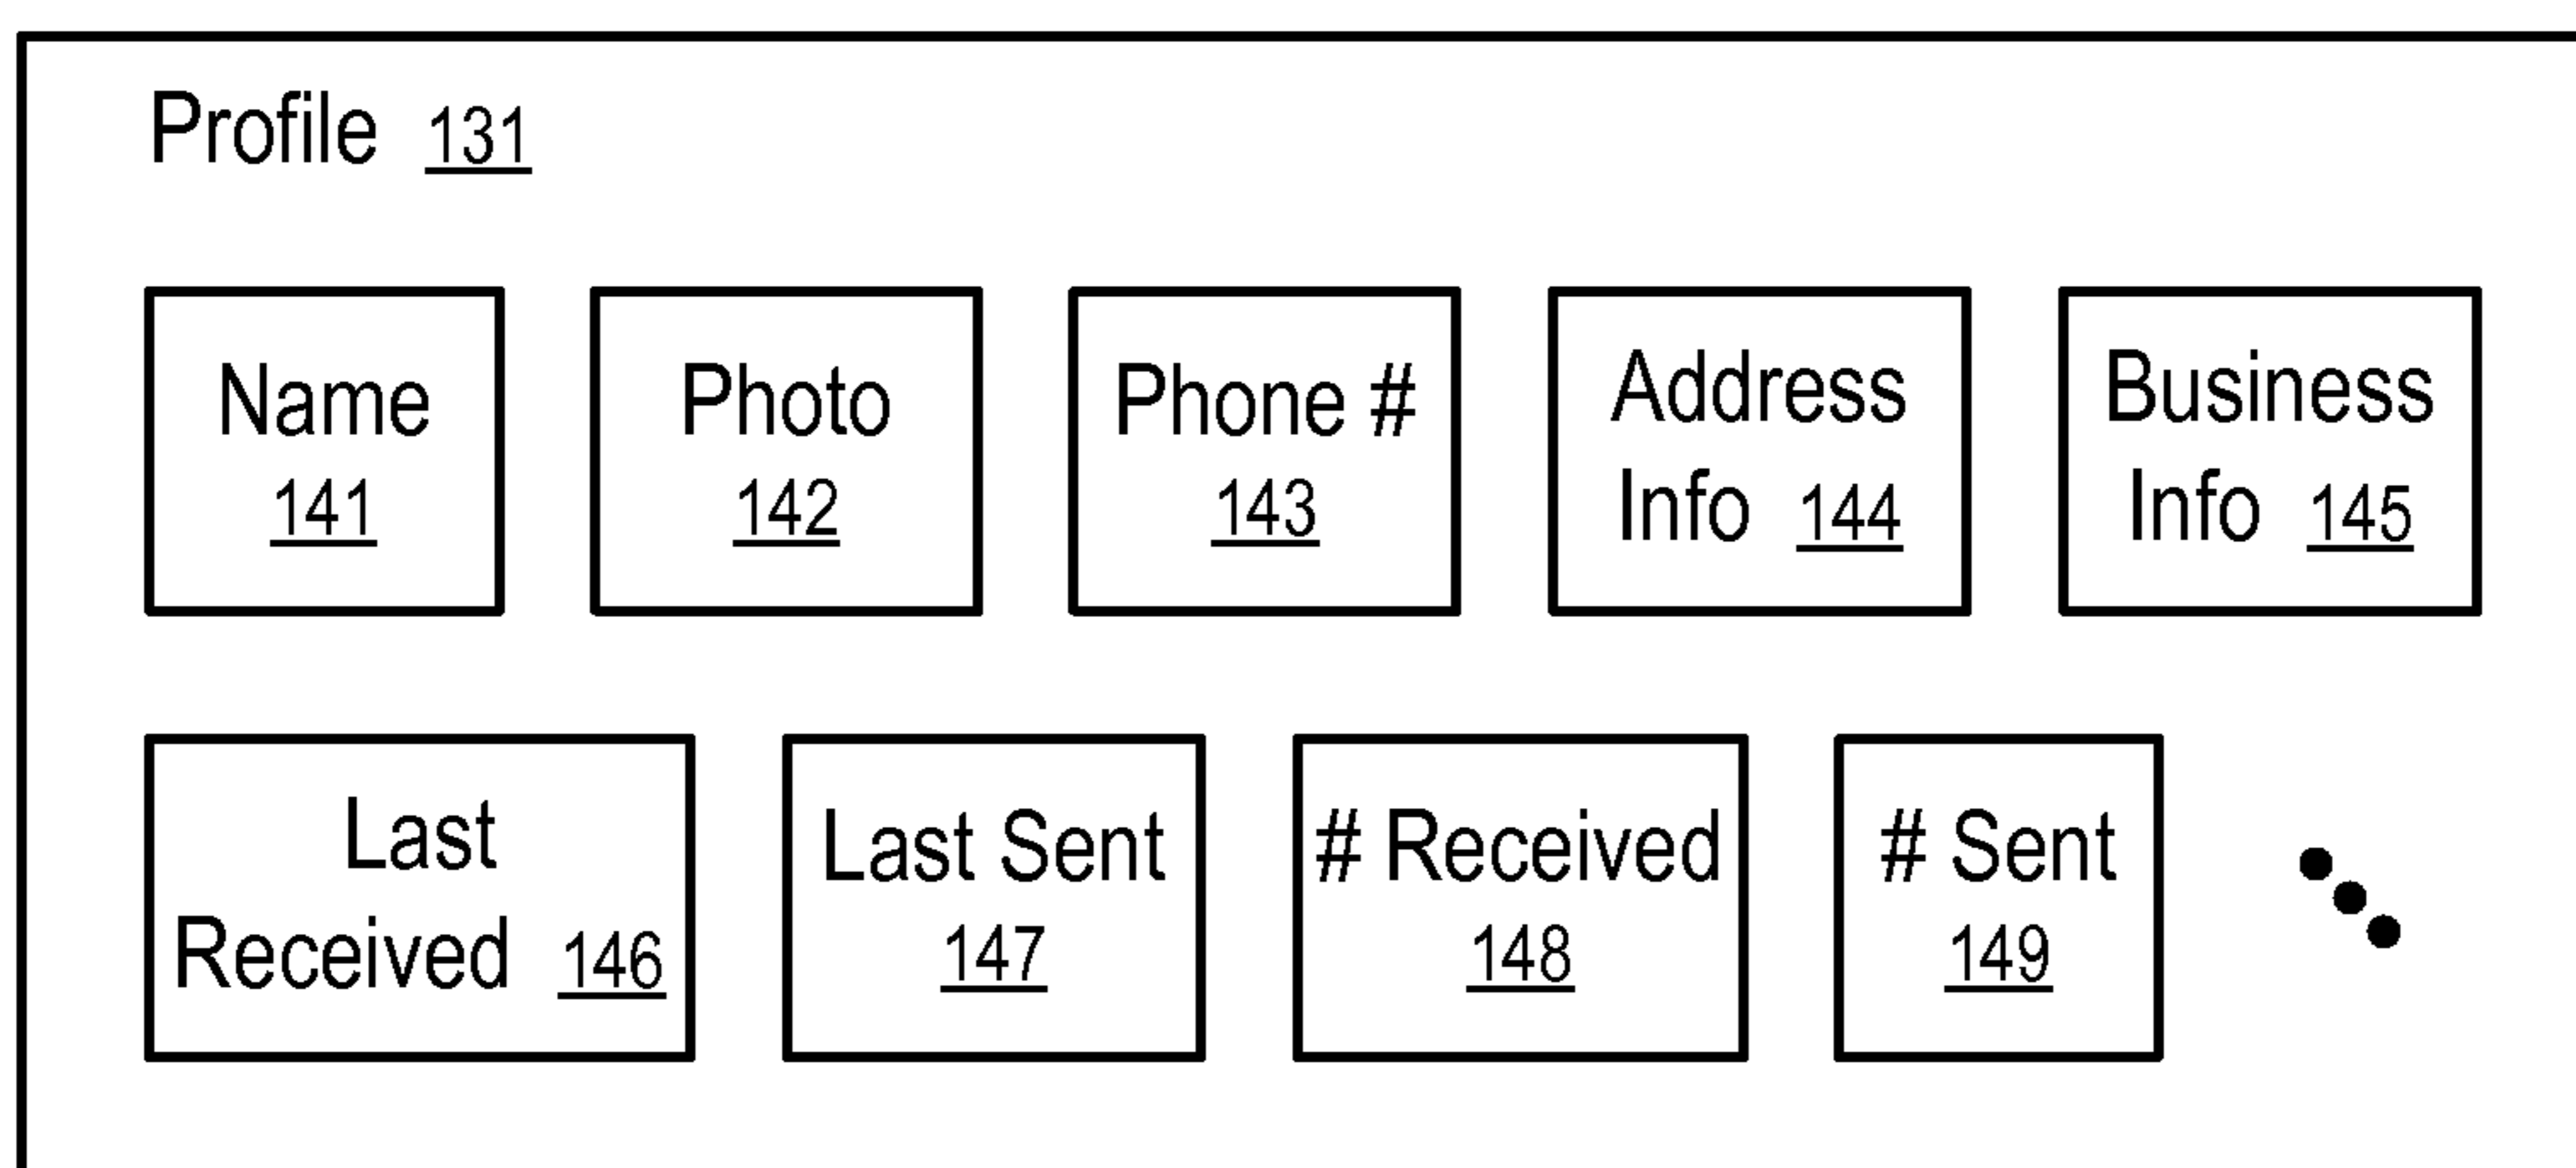 Profile 131
Name
141
Photo
142
Phone #
143
Address
Info 144
Business
Info 145
Last
Received 146
Last Sent
147
# Received
148
# Sent
149